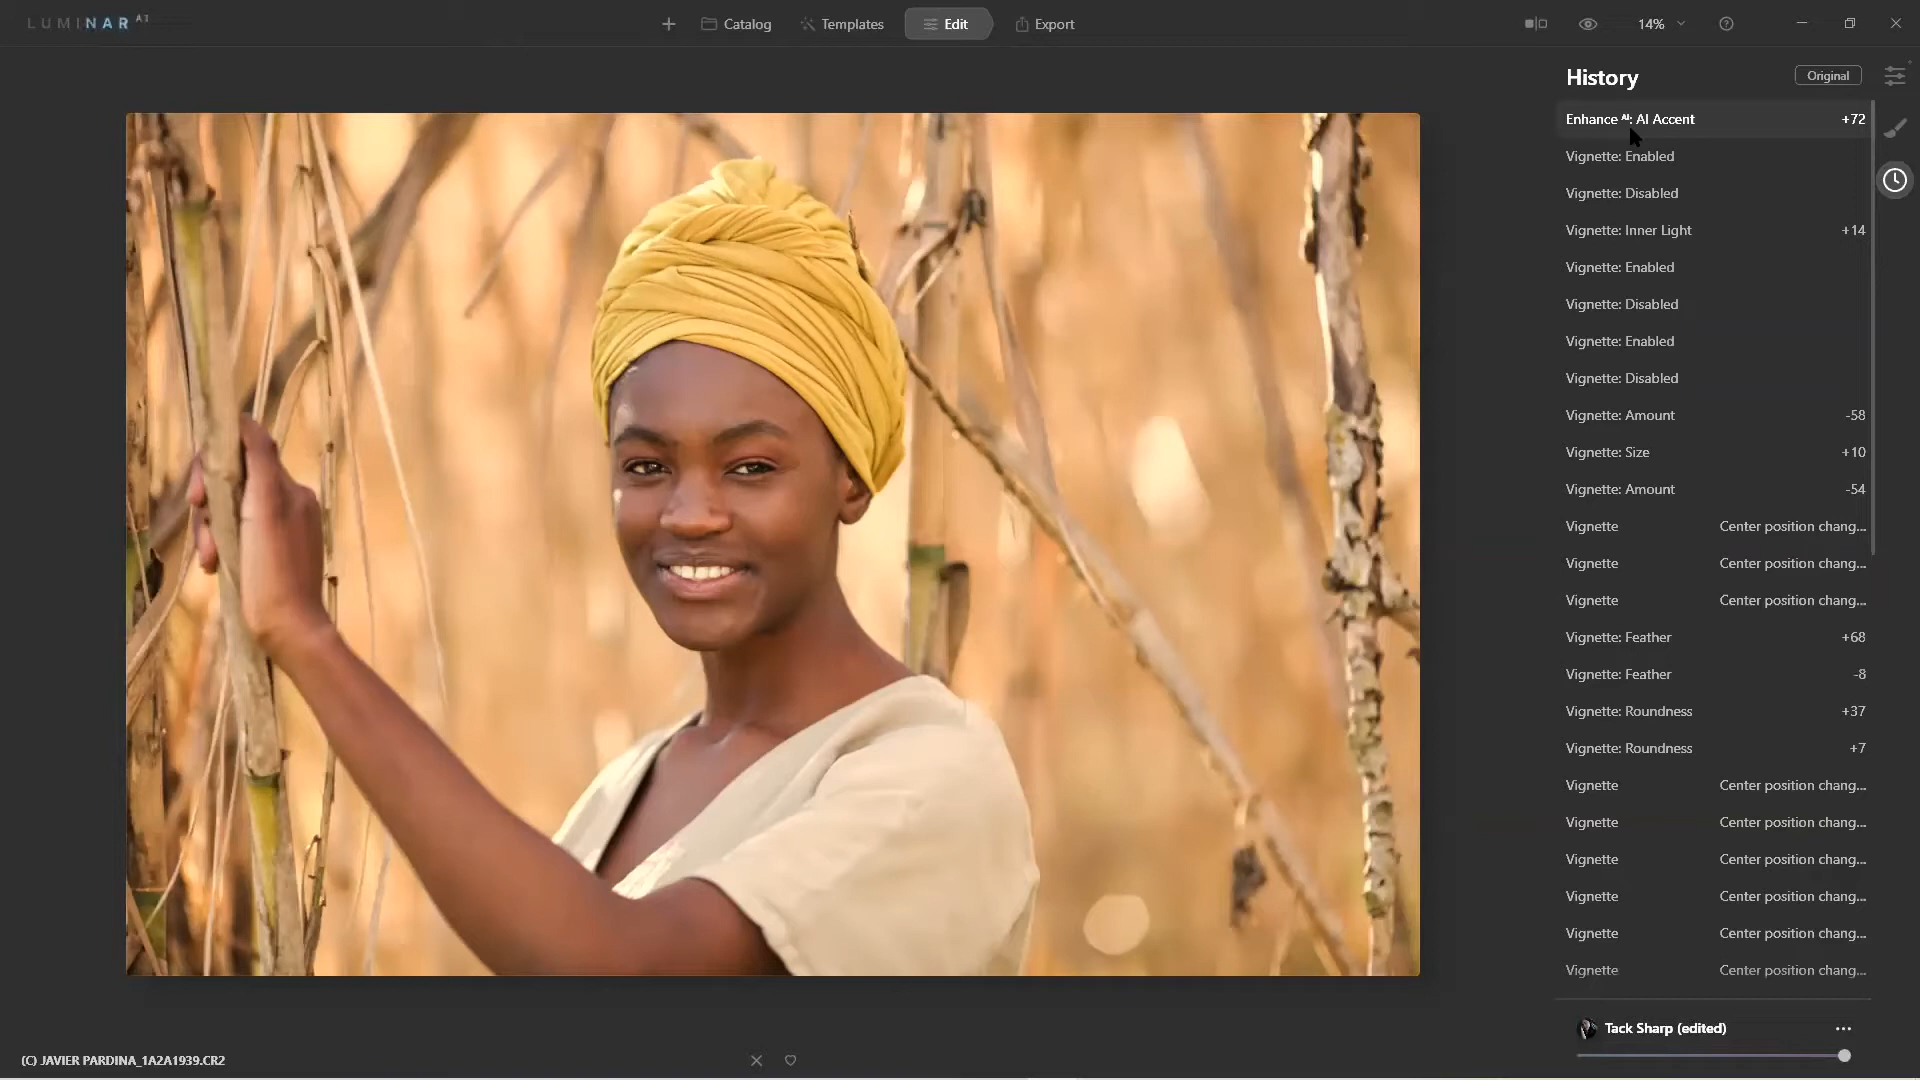 LUMINAR AI
Catalog
Templates
Edit
Export
14%
History
Original
Enhance AI: AI Accent +72
Vignette: Enabled
Vignette: Disabled
Vignette: Inner Light +14
Vignette: Enabled
Vignette: Disabled
Vignette: Enabled
Vignette: Disabled
Vignette: Amount -58
Vignette: Size +10
Vignette: Amount -54
Vignette Center position chang...
Vignette Center position chang...
Vignette Center position chang...
Vignette: Feather +68
Vignette: Feather -8
Vignette: Roundness +37
Vignette: Roundness +7
Vignette Center position chang...
Vignette Center position chang...
Vignette Center position chang...
Vignette Center position chang...
Vignette Center position chang...
Vignette Center position chang...
Tack Sharp (edited)
(C) JAVIER PARDINA_1A2A1939.CR2